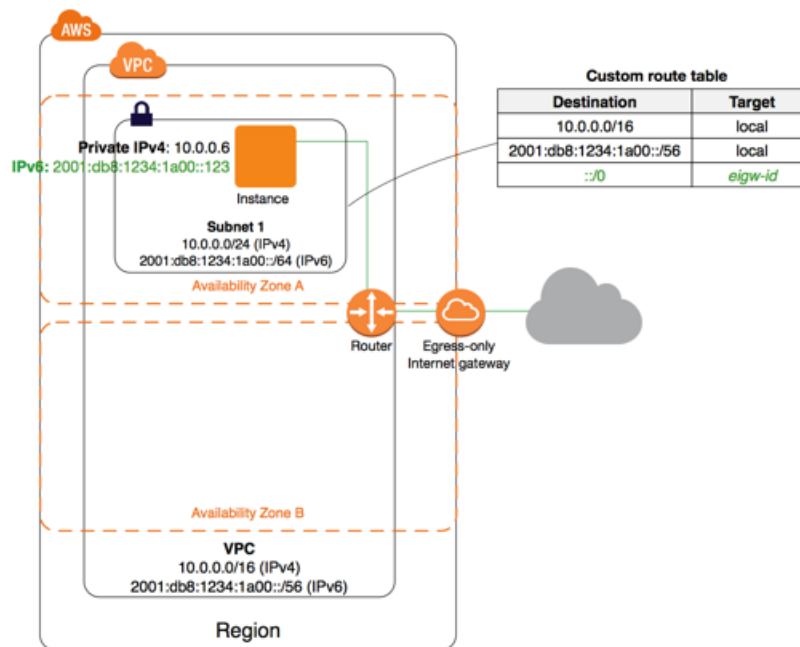 AWS
VPC
Custom route table
Destination Target
10.0.0.0/16 local
2001:db8:1234:1a00::/56 local
::/0 eigw-id
Private IPv4: 10.0.0.6
IPv6: 2001:db8:1234:1a00::123
Instance
Subnet 1
10.0.0.0/24 (IPv4)
2001:db8:1234:1a00::/64 (IPv6)
Availability Zone A
Router
Egress-only
Internet gateway
Availability Zone B
VPC
10.0.0.0/16 (IPv4)
2001:db8:1234:1a00::/56 (IPv6)
Region